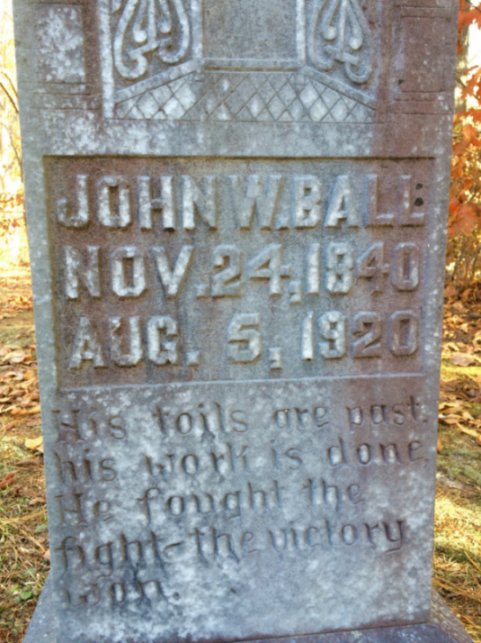 JOHN W. BALL
NOV. 24, 1840
AUG. 5, 1920
His toils are past,
his work is done.
He fought the
fight-the victory
won.